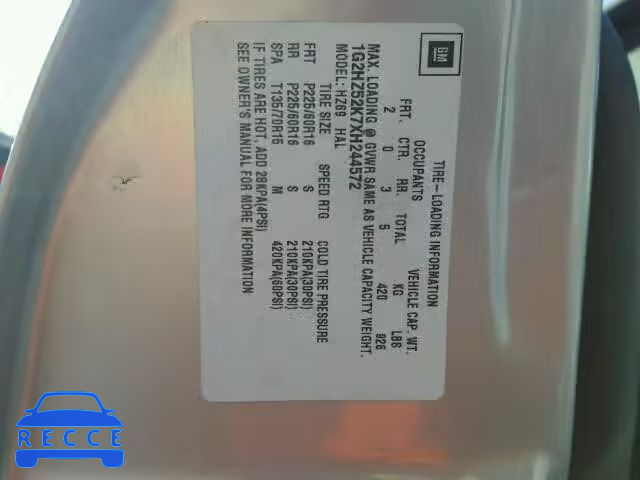 GM
TIRE-LOADING INFORMATION
OCCUPANTS VEHICLE CAP. WT.
FRT. CTR. RR. TOTAL KG LBS
2 0 3 5 420 926
MAX. LOADING @ GVWR SAME AS VEHICLE CAPACITY WEIGHT.
1G2HZ52K7XH244572
MODEL: HZ69 HAL
TIRE SIZE SPEED RTG COLD TIRE PRESSURE
FRT P225/60R16 S 210KPA(30PSI)
RR P225/60R16 S 210KPA(30PSI)
SPA T135/70R15 M 420KPA(60PSI)
IF TIRES ARE HOT, ADD 28KPA(4PSI)
SEE OWNER'S MANUAL FOR MORE INFORMATION
RECCE